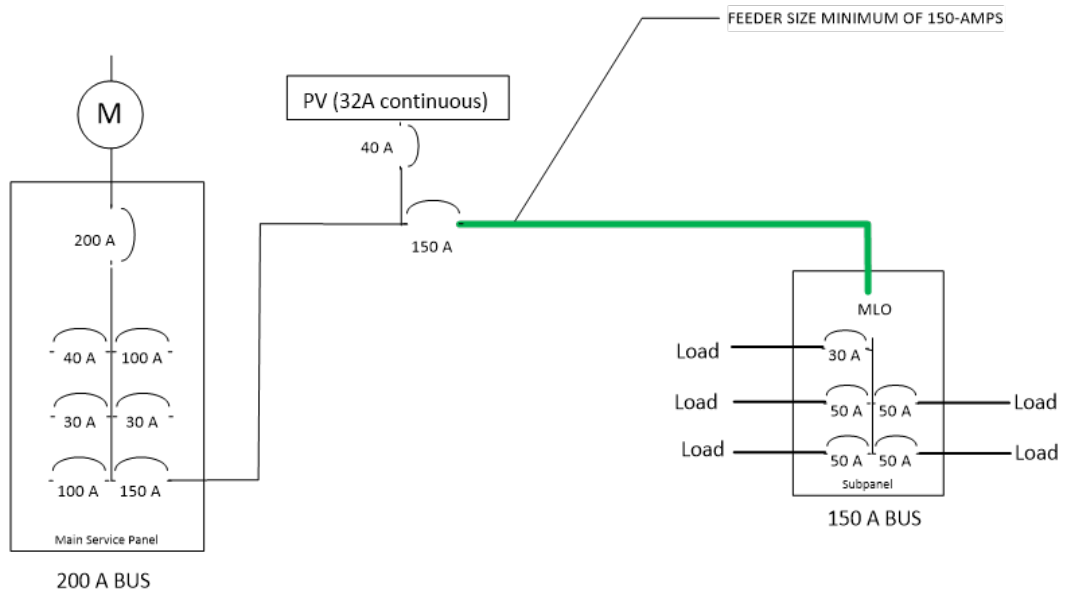 FEEDER SIZE MINIMUM OF 150-AMPS
PV (32A continuous)
M
40 A
200 A
150 A
MLO
40 A 100 A
Load 30 A
30 A 30 A
Load 50 A 50 A Load
Load 50 A 50 A Load
100 A 150 A
Subpanel
150 A BUS
Main Service Panel
200 A BUS